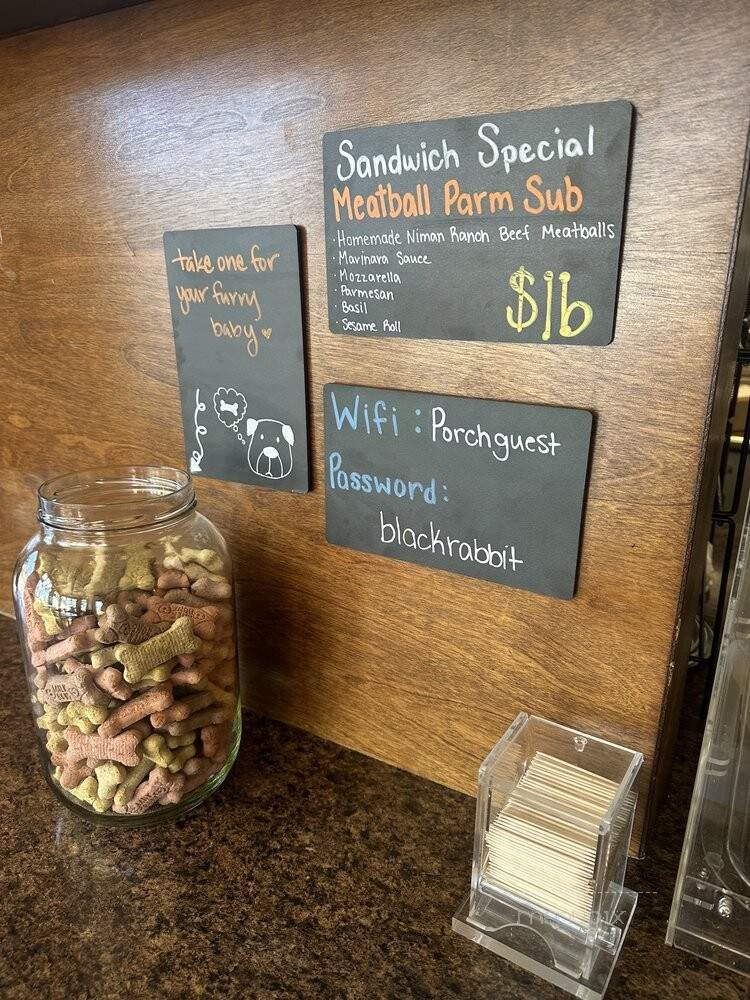 Sandwich Special
Meatball Parm Sub
· Homemade Niman Ranch Beef Meatballs
· Marinara Sauce
· Mozzarella
· Parmesan
· Basil
· Sesame Roll
$16
take one for
your furry
baby ♥
Wifi : Porchguest
Password:
blackrabbit